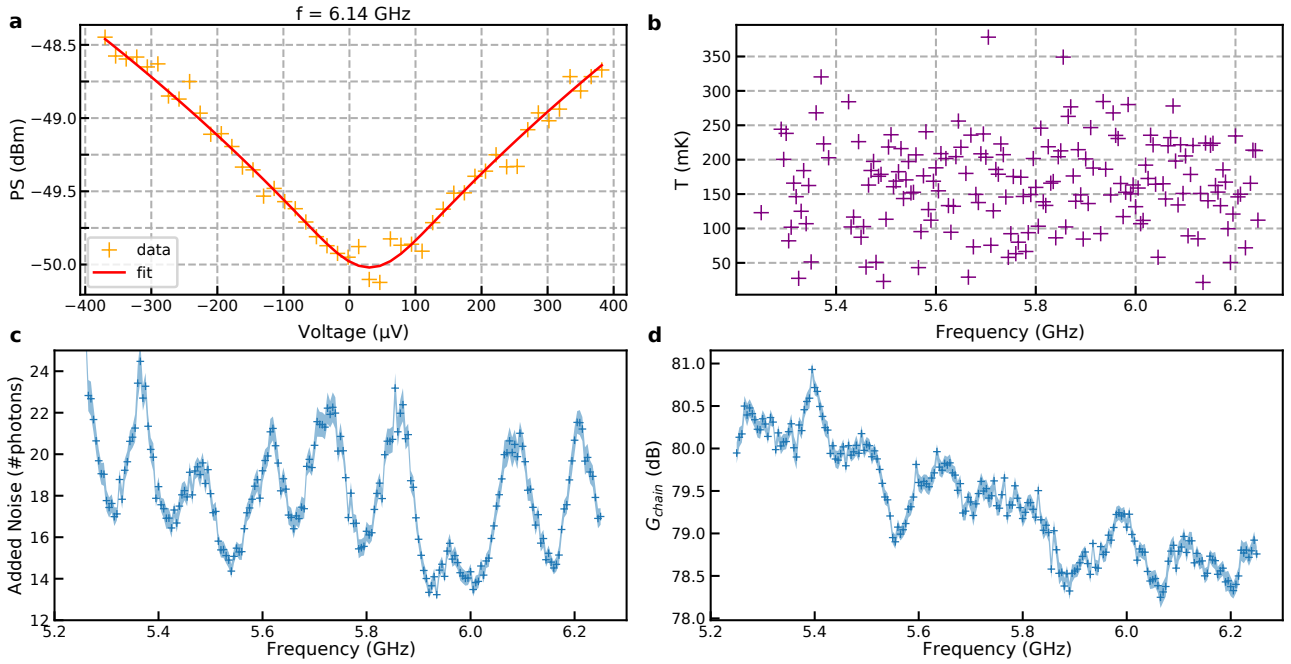 a
f = 6.14 GHz
PS (dBm)
−48.5
−49.0
−49.5
−50.0
data
fit
−400 −300 −200 −100 0 100 200 300 400
Voltage (µV)
b
T (mK)
350
300
250
200
150
100
50
5.4 5.6 5.8 6.0 6.2
Frequency (GHz)
c
Added Noise (#photons)
24
22
20
18
16
14
12
5.2 5.4 5.6 5.8 6.0 6.2
Frequency (GHz)
d
G_chain (dB)
81.0
80.5
80.0
79.5
79.0
78.5
78.0
5.2 5.4 5.6 5.8 6.0 6.2
Frequency (GHz)